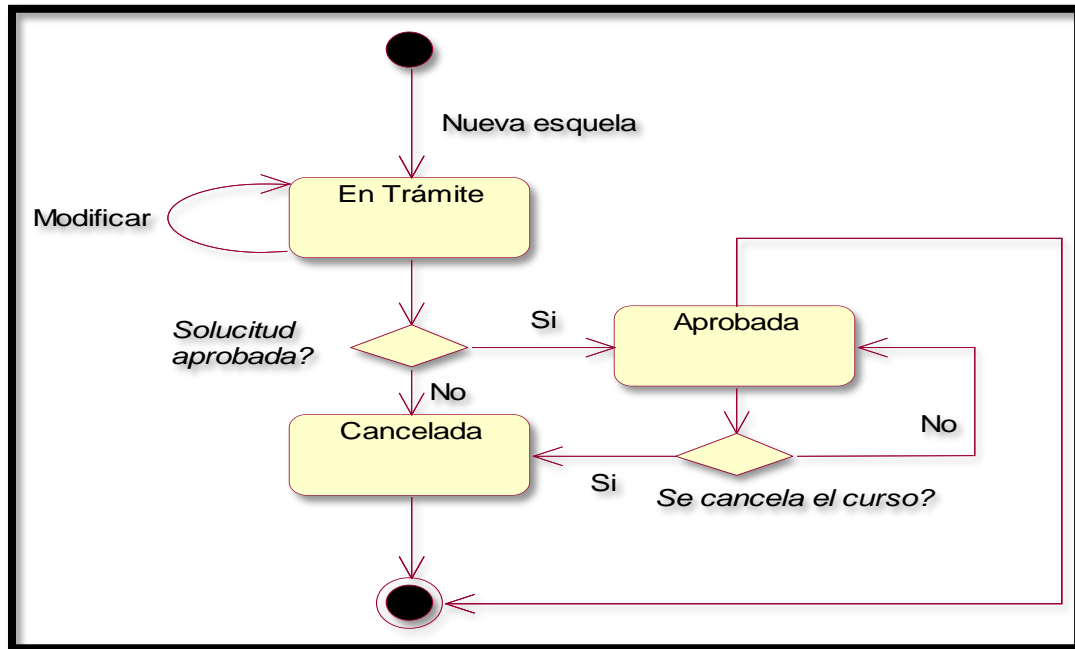 Nueva esquela
En Trámite
Modificar
Solucitud
aprobada?
Si
Aprobada
No
Cancelada
No
Si
Se cancela el curso?